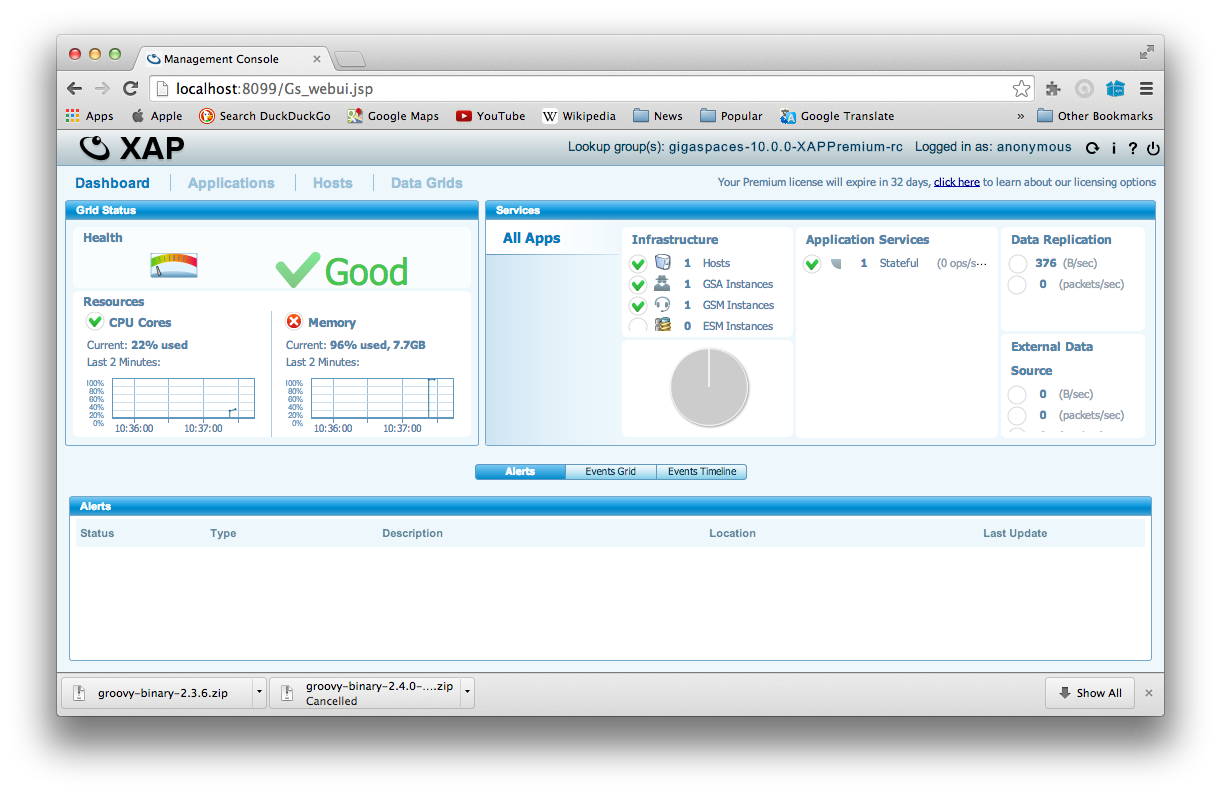 Management Console
localhost:8099/Gs_webui.jsp
Apps Apple Search DuckDuckGo Google Maps YouTube Wikipedia News Popular Google Translate » Other Bookmarks
XAP
Lookup group(s): gigaspaces-10.0.0-XAPPremium-rc Logged in as: anonymous
Dashboard Applications Hosts Data Grids
Your Premium license will expire in 32 days, click here to learn about our licensing options
Grid Status
Health
Good
Resources
CPU Cores
Current: 22% used
Last 2 Minutes:
100%
80%
60%
40%
20%
0%
10:36:00 10:37:00
Memory
Current: 96% used, 7.7GB
Last 2 Minutes:
100%
80%
60%
40%
20%
0%
10:36:00 10:37:00
Services
All Apps
Infrastructure
1 Hosts
1 GSA Instances
1 GSM Instances
0 ESM Instances
Application Services
1 Stateful (0 ops/s...
Data Replication
376 (B/sec)
0 (packets/sec)
External Data
Source
0 (B/sec)
0 (packets/sec)
Alerts Events Grid Events Timeline
Alerts
Status Type Description Location Last Update
groovy-binary-2.3.6.zip
groovy-binary-2.4.0-....zip
Cancelled
Show All